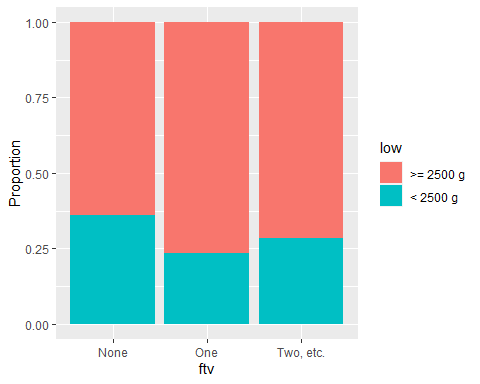 1.00
0.75
0.50
0.25
0.00
Proportion
None One Two, etc.
ftv
low
>= 2500 g
< 2500 g